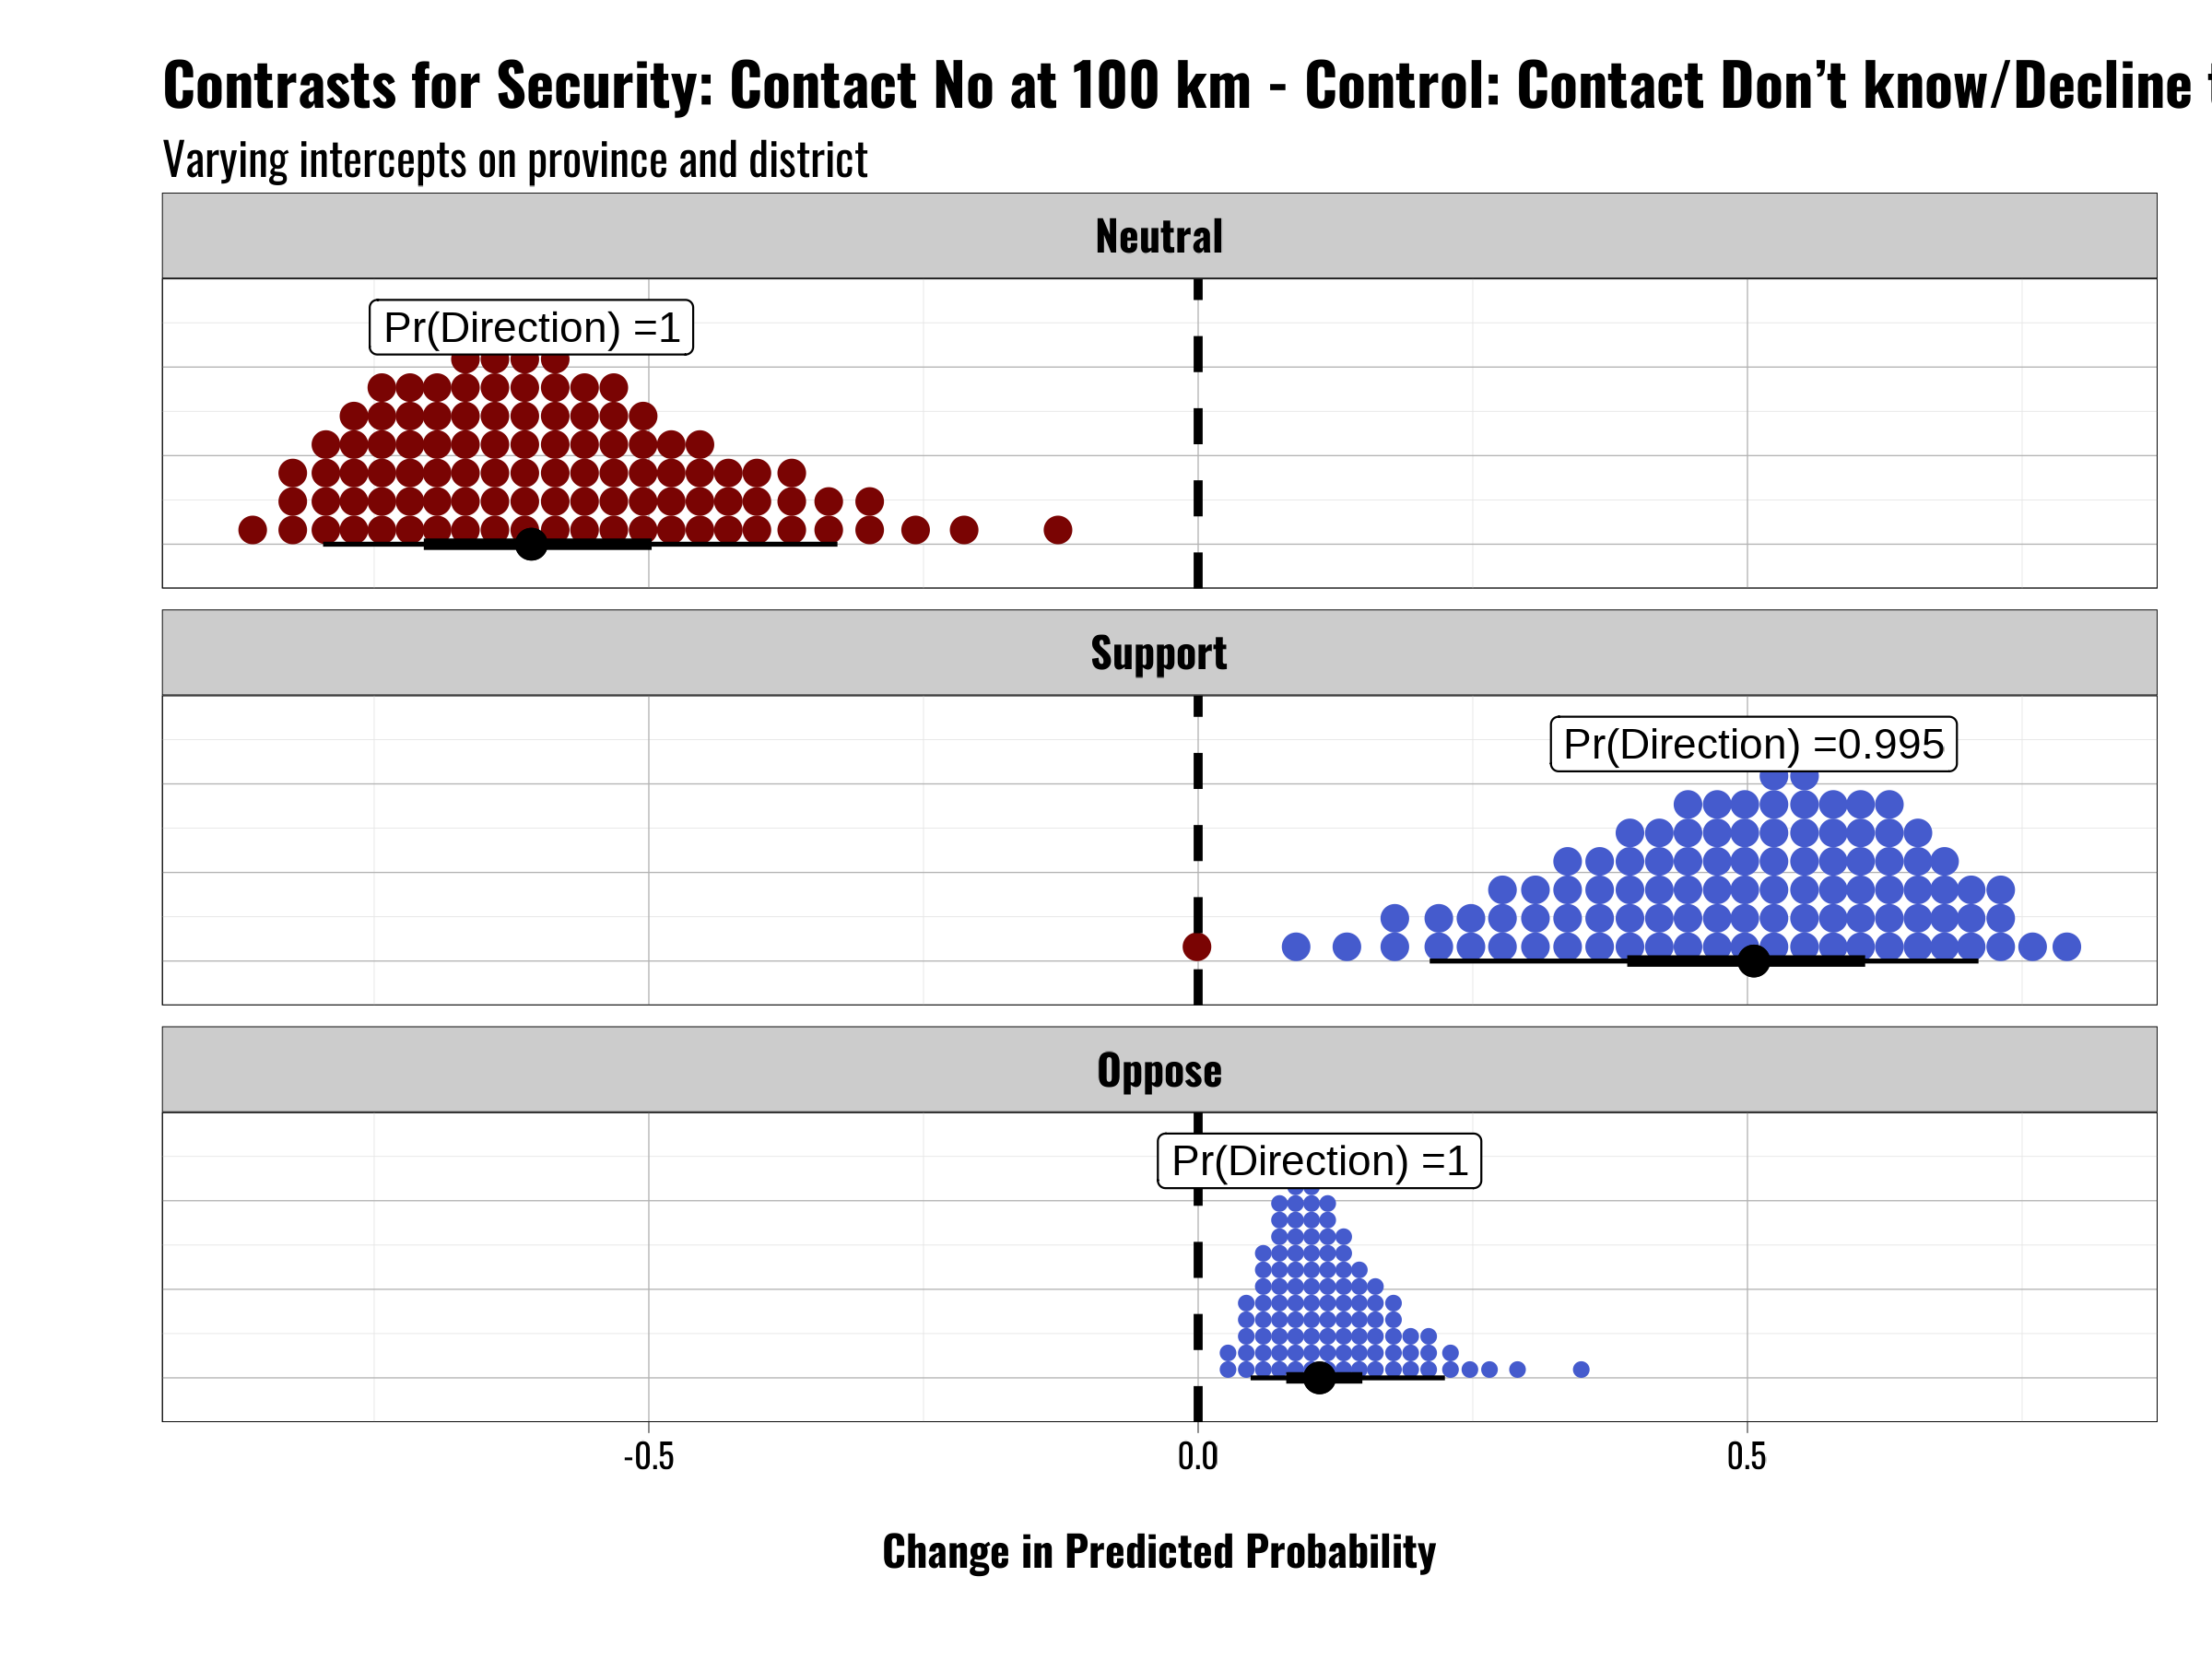 Contrasts for Security: Contact No at 100 km - Control: Contact Don’t know/Decline
Varying intercepts on province and district
Neutral
Pr(Direction) =1
Support
Pr(Direction) =0.995
Oppose
Pr(Direction) =1
-0.5
0.0
0.5
Change in Predicted Probability